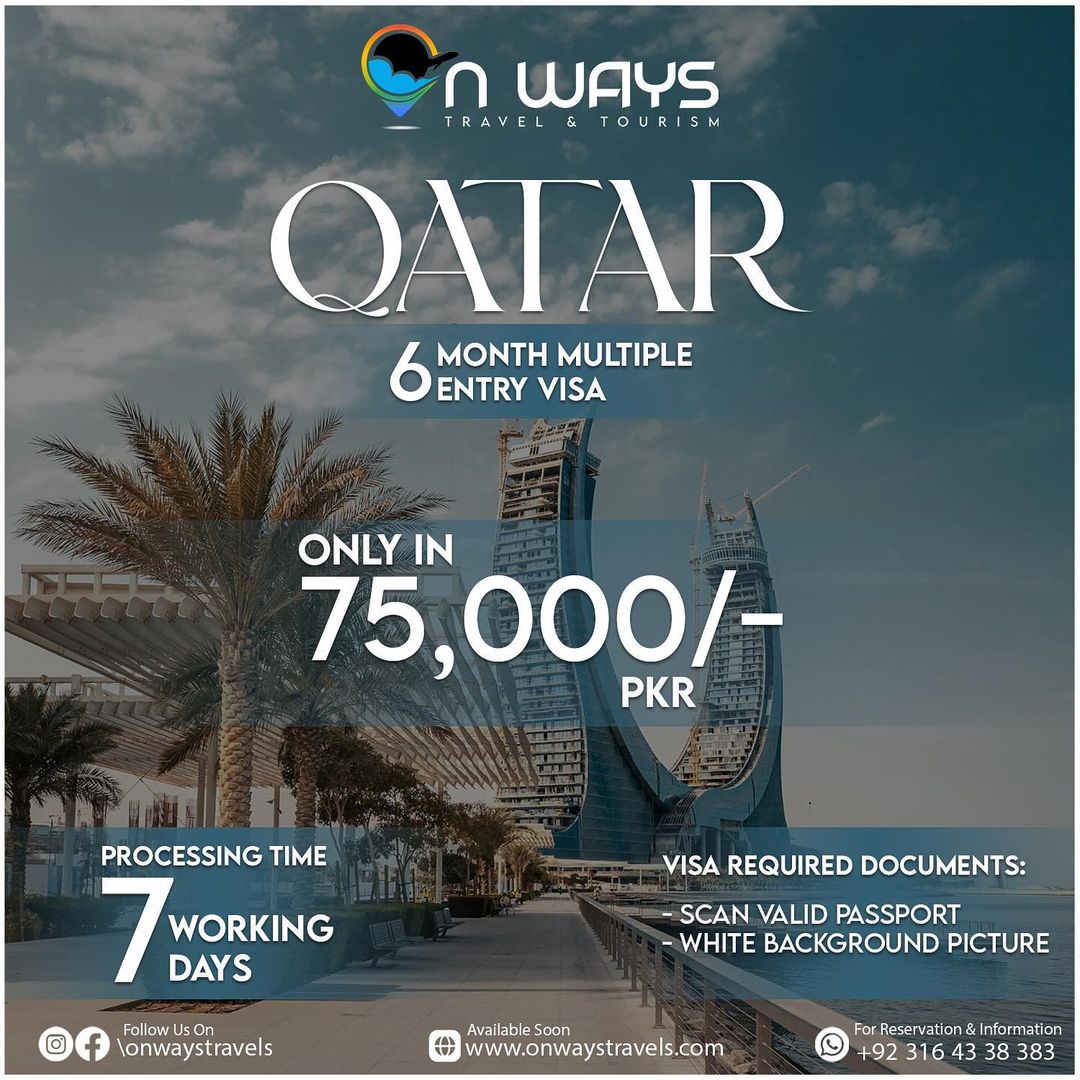 On WAYS
TRAVEL & TOURISM
QATAR
6 MONTH MULTIPLE
ENTRY VISA
ONLY IN
75,000/-
PKR
PROCESSING TIME
7 WORKING
DAYS
VISA REQUIRED DOCUMENTS:
- SCAN VALID PASSPORT
- WHITE BACKGROUND PICTURE
Follow Us On
\onwaystravels
Available Soon
www.onwaystravels.com
For Reservation & Information
+92 316 43 38 383